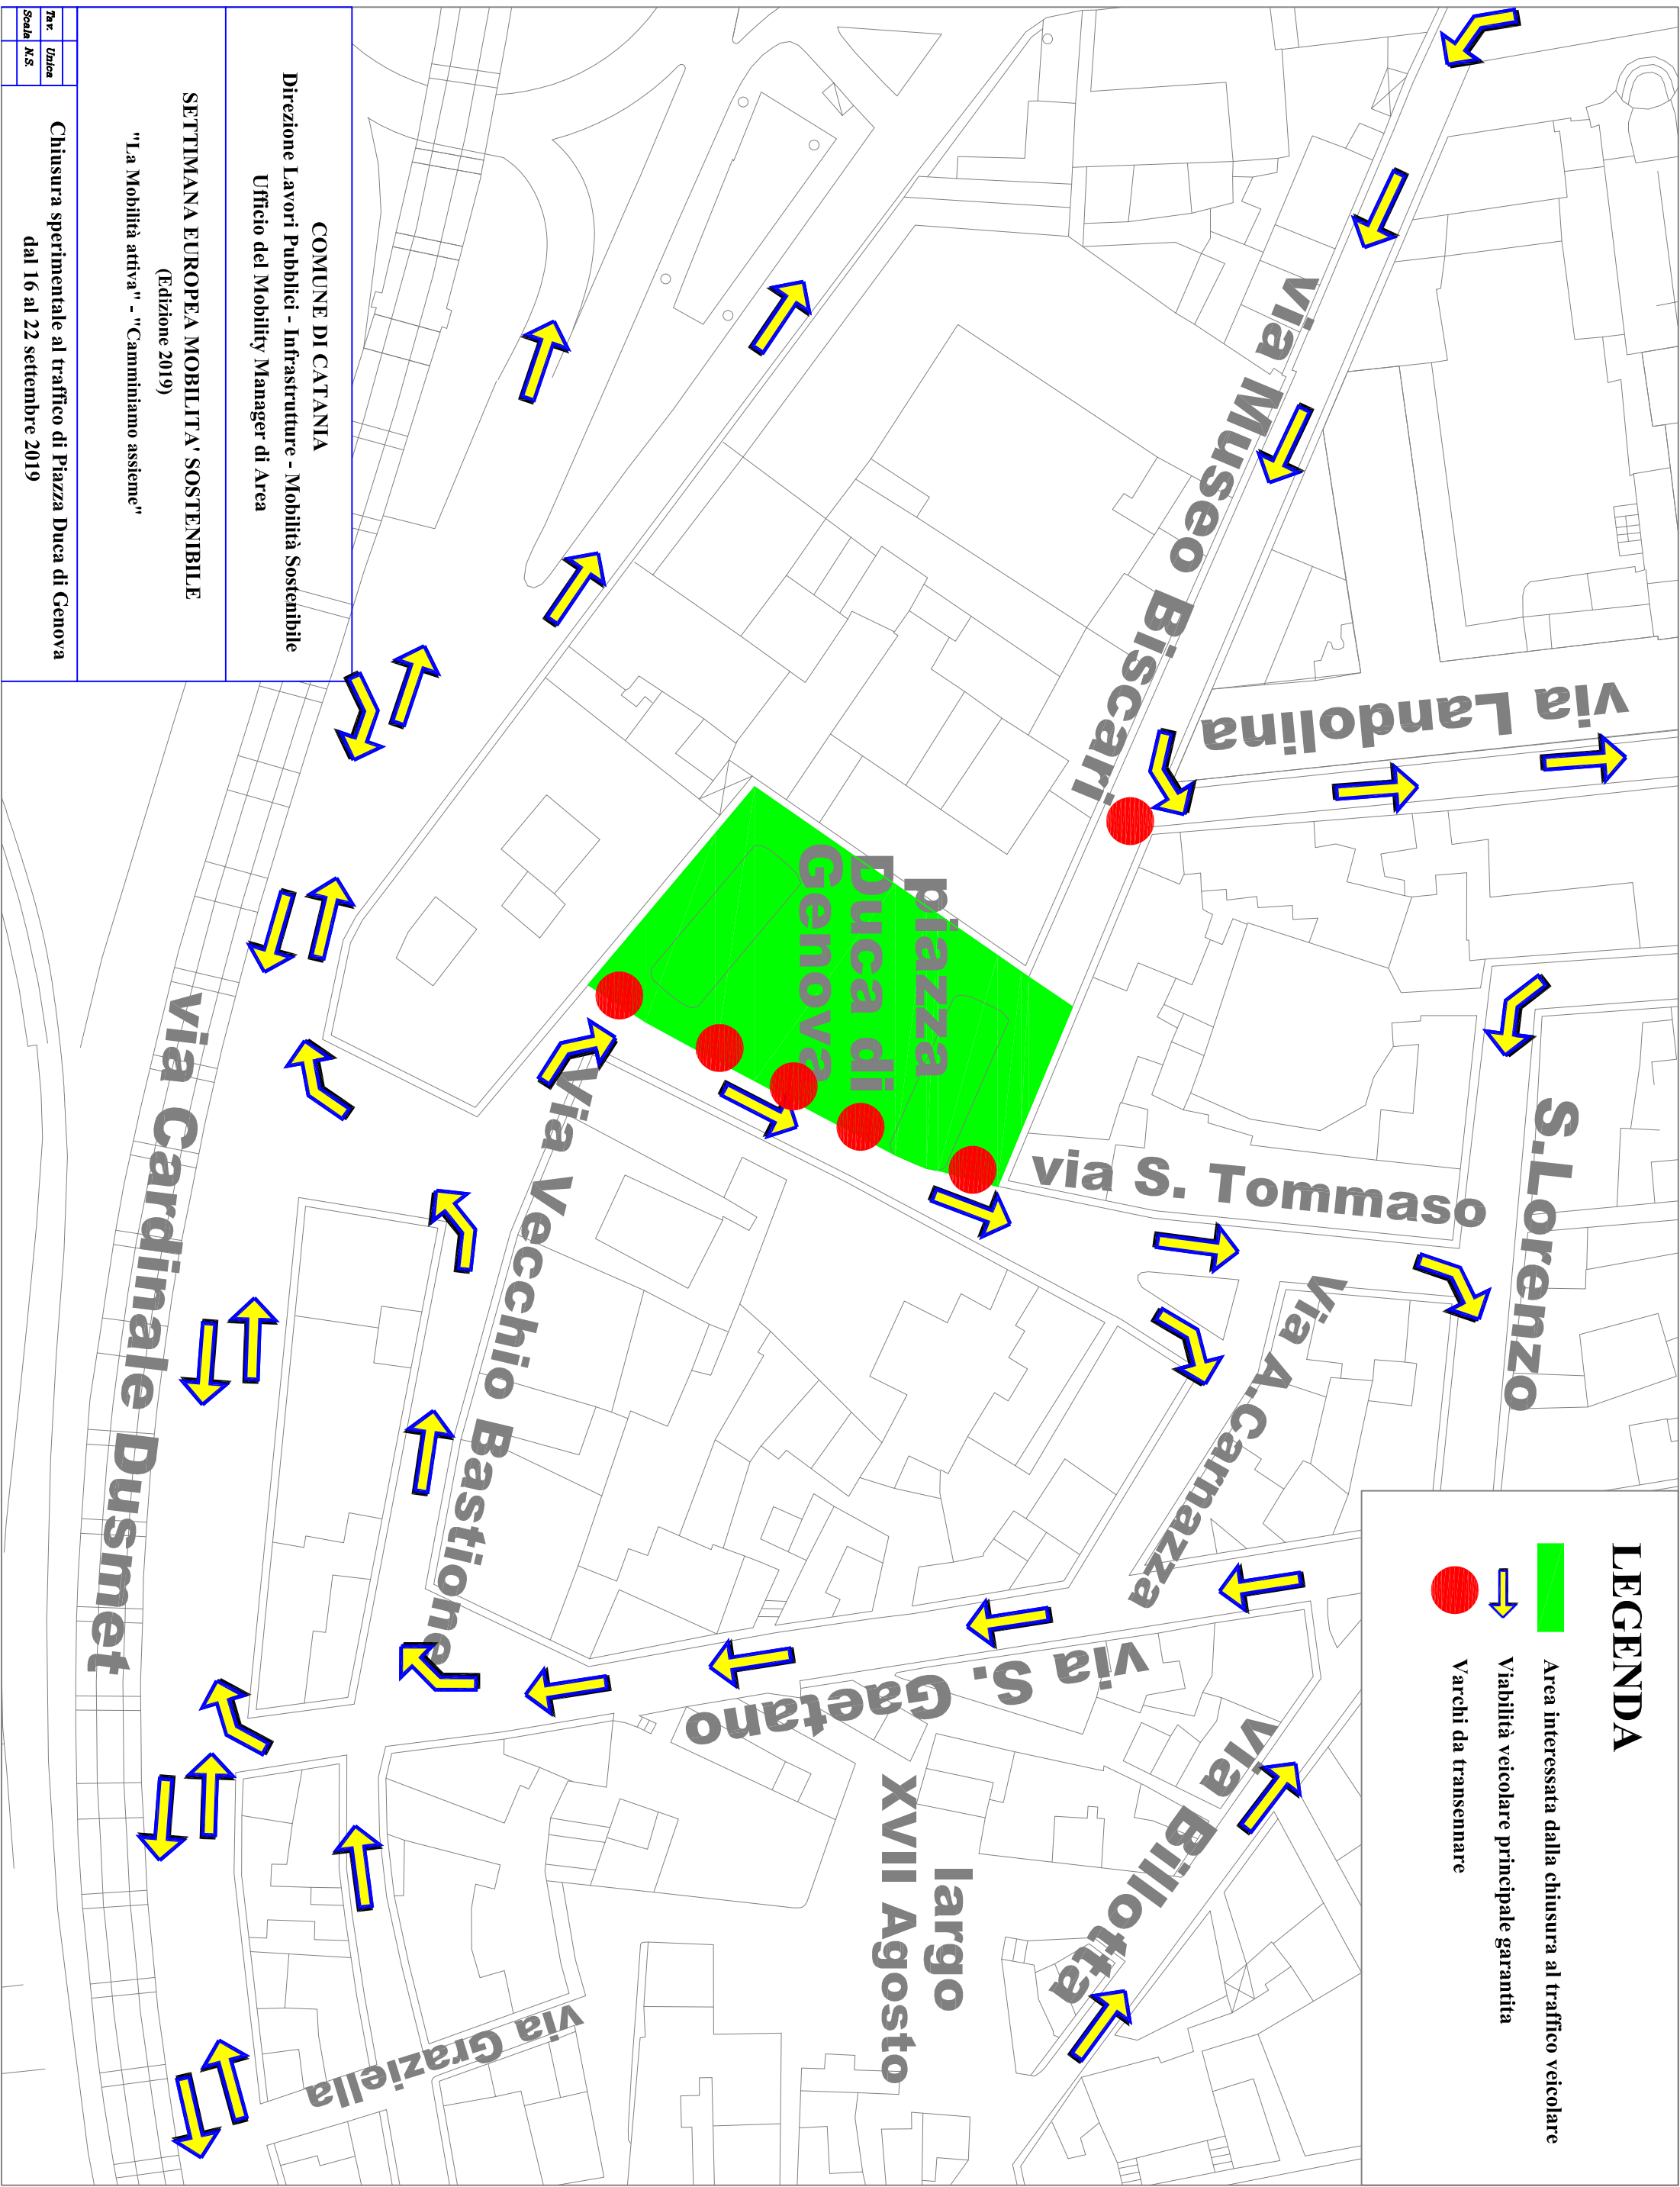 LEGENDA
Area interessata dalla chiusura al traffico veicolare
Viabilità veicolare principale garantita
Varchi da transennare
via Landolina
via Museo Biscari
S.Lorenzo
via S. Tommaso
via A.Carnazza
piazza
Duca di
Genova
via Billotta
via S. Gaetano
largo
XVII Agosto
Via Vecchio Bastione
via Graziella
via Cardinale Dusmet
COMUNE DI CATANIA
Direzione Lavori Pubblici - Infrastrutture - Mobilità Sostenibile
Ufficio del Mobility Manager di Area
SETTIMANA EUROPEA MOBILITA' SOSTENIBILE
(Edizione 2019)
"La Mobilità attiva" - "Camminiamo assieme"
Tav. Unica
Scala N.S.
Chiusura sperimentale al traffico di Piazza Duca di Genova
dal 16 al 22 settembre 2019